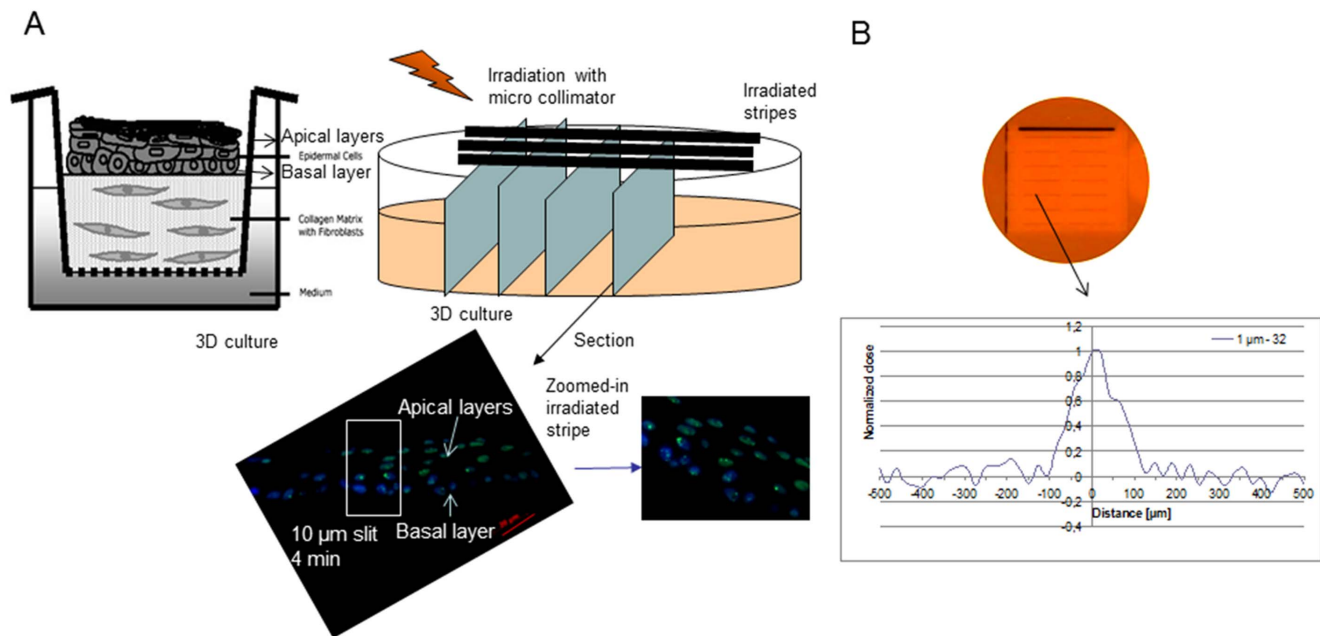 A
Apical layers
Epidermal Cells
Basal layer
Collagen Matrix
with Fibroblasts
Medium
3D culture
Irradiation with
micro collimator
Irradiated
stripes
3D culture
Section
Apical layers
Basal layer
10 µm slit
4 min
Zoomed-in
irradiated
stripe
B
Normalized dose
1 µm - 32
1,2
1
0,8
0,6
0,4
0,2
0
-0,2
-0,4
-500 -400 -300 -200 -100 0 100 200 300 400 500
Distance [µm]